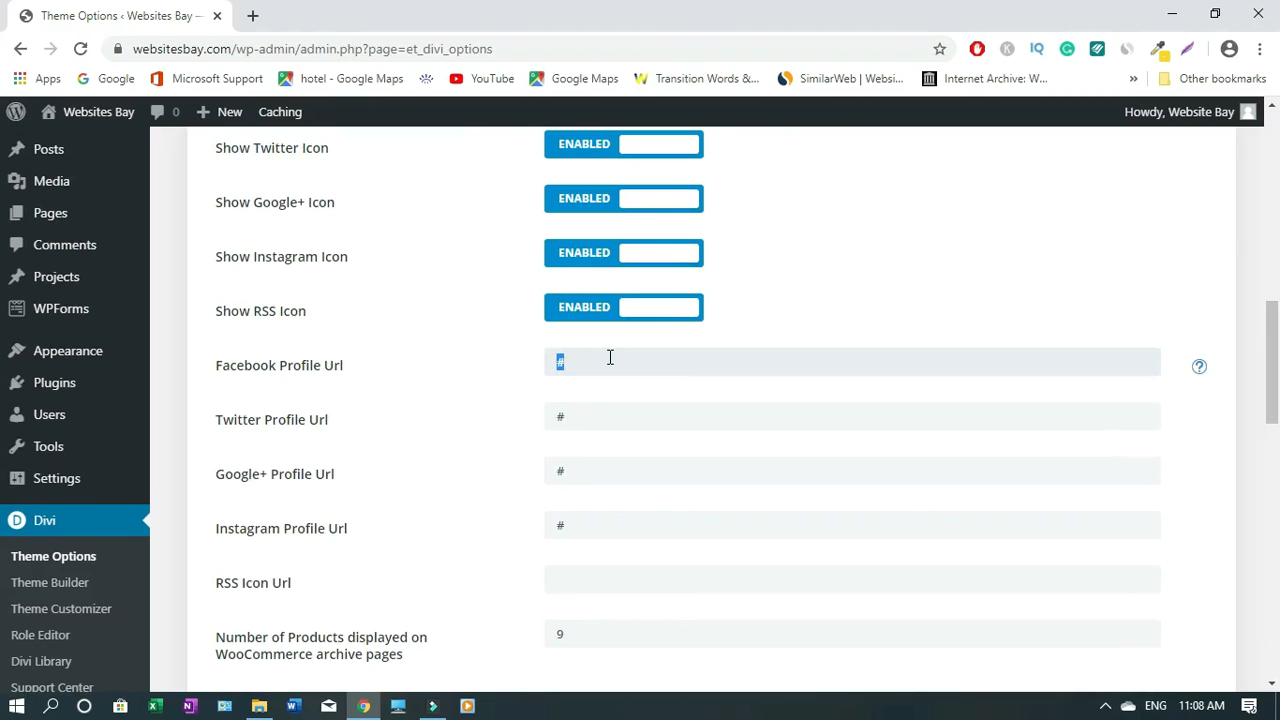 Theme Options ‹ Websites Bay —
websitesbay.com/wp-admin/admin.php?page=et_divi_options
Apps
Google
Microsoft Support
hotel - Google Maps
YouTube
Google Maps
Transition Words &...
SimilarWeb | Websi...
Internet Archive: W...
»
Other bookmarks
Websites Bay
0
New
Caching
Howdy, Website Bay
Posts
Media
Pages
Comments
Projects
WPForms
Appearance
Plugins
Users
Tools
Settings
Divi
Theme Options
Theme Builder
Theme Customizer
Role Editor
Divi Library
Support Center
Show Twitter Icon
ENABLED
Show Google+ Icon
ENABLED
Show Instagram Icon
ENABLED
Show RSS Icon
ENABLED
Facebook Profile Url
#
Twitter Profile Url
#
Google+ Profile Url
#
Instagram Profile Url
#
RSS Icon Url
Number of Products displayed on
WooCommerce archive pages
9
ENG
11:08 AM